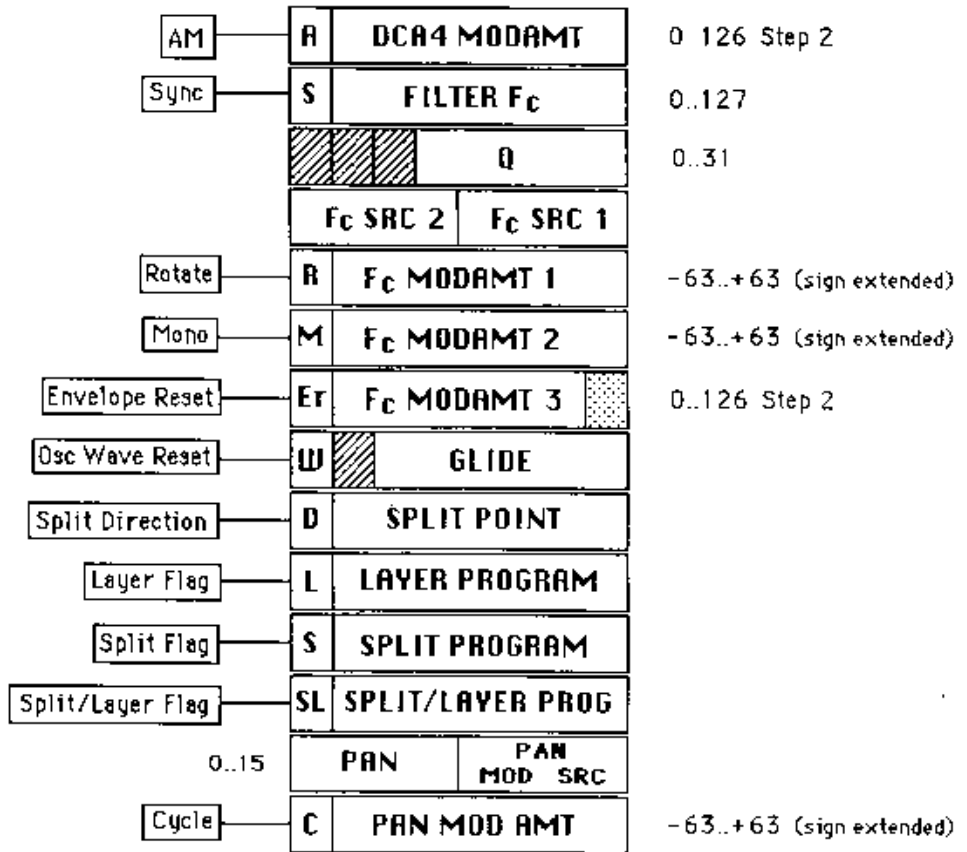 AM A DCA4 MODAMT 0 126 Step 2
Sync S FILTER Fc 0..127
Q 0..31
Fc SRC 2 Fc SRC 1
Rotate R Fc MODAMT 1 -63..+63 (sign extended)
Mono M Fc MODAMT 2 -63..+63 (sign extended)
Envelope Reset Er Fc MODAMT 3 0..126 Step 2
Osc Wave Reset W GLIDE
Split Direction D SPLIT POINT
Layer Flag L LAYER PROGRAM
Split Flag S SPLIT PROGRAM
Split/Layer Flag SL SPLIT/LAYER PROG
0..15 PAN PAN MOD SRC
Cycle C PAN MOD AMT -63..+63 (sign extended)